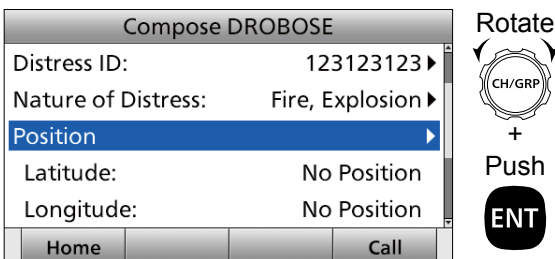 Compose DROBOSE
Distress ID: 123123123
Nature of Distress: Fire, Explosion
Position
Latitude: No Position
Longitude: No Position
Home Call
Rotate
CH/GRP
+
Push
ENT